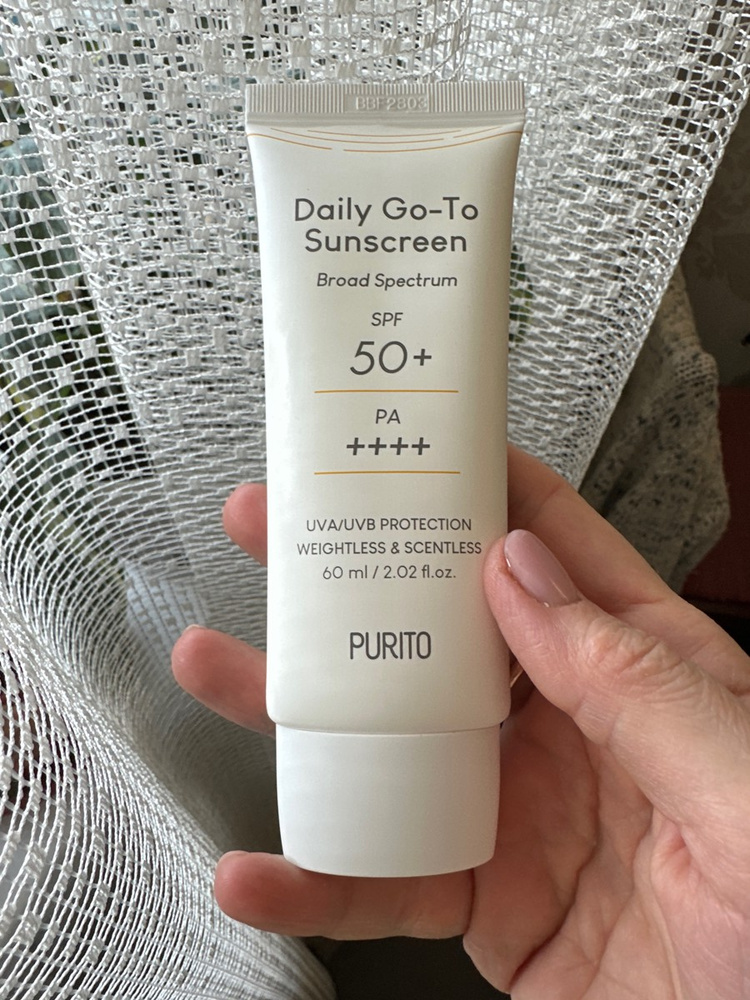 BBF2803
Daily Go-To
Sunscreen
Broad Spectrum
SPF
50+
PA
++++
UVA/UVB PROTECTION
WEIGHTLESS & SCENTLESS
60 ml / 2.02 fl.oz.
PURITO